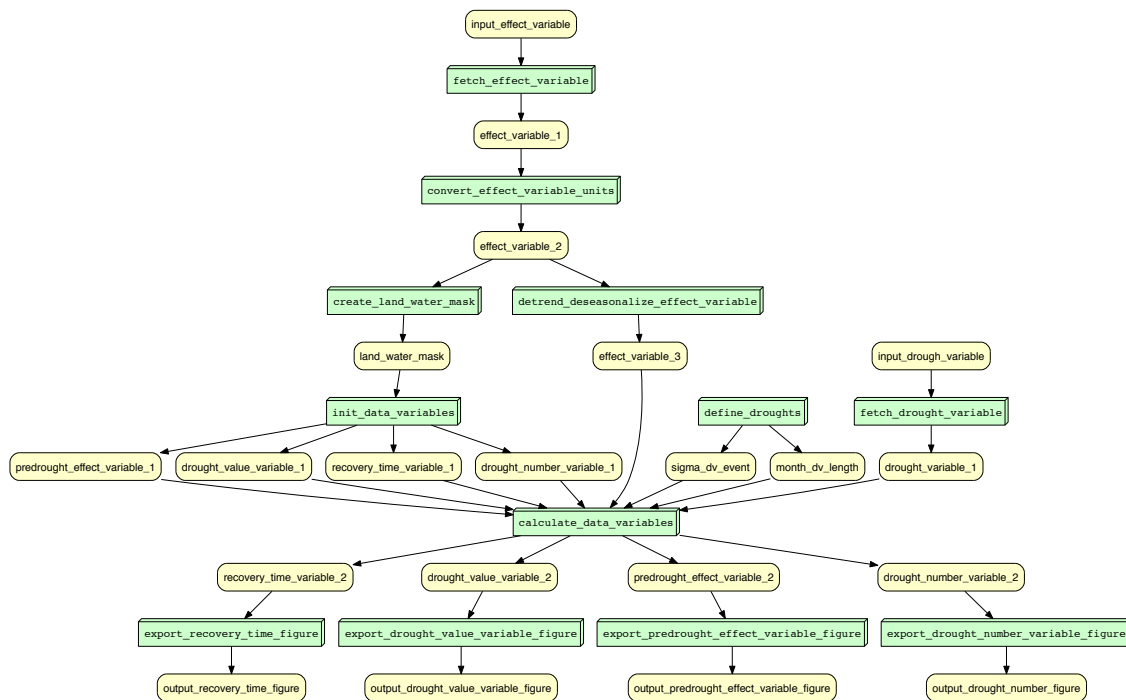 input_effect_variable
fetch_effect_variable
effect_variable_1
convert_effect_variable_units
effect_variable_2
create_land_water_mask
detrend_deseasonalize_effect_variable
land_water_mask
effect_variable_3
input_drough_variable
init_data_variables
define_droughts
fetch_drought_variable
predrought_effect_variable_1
drought_value_variable_1
recovery_time_variable_1
drought_number_variable_1
sigma_dv_event
month_dv_length
drought_variable_1
calculate_data_variables
recovery_time_variable_2
drought_value_variable_2
predrought_effect_variable_2
drought_number_variable_2
export_recovery_time_figure
export_drought_value_variable_figure
export_predrought_effect_variable_figure
export_drought_number_variable_figure
output_recovery_time_figure
output_drought_value_variable_figure
output_predrought_effect_variable_figure
output_drought_number_figure